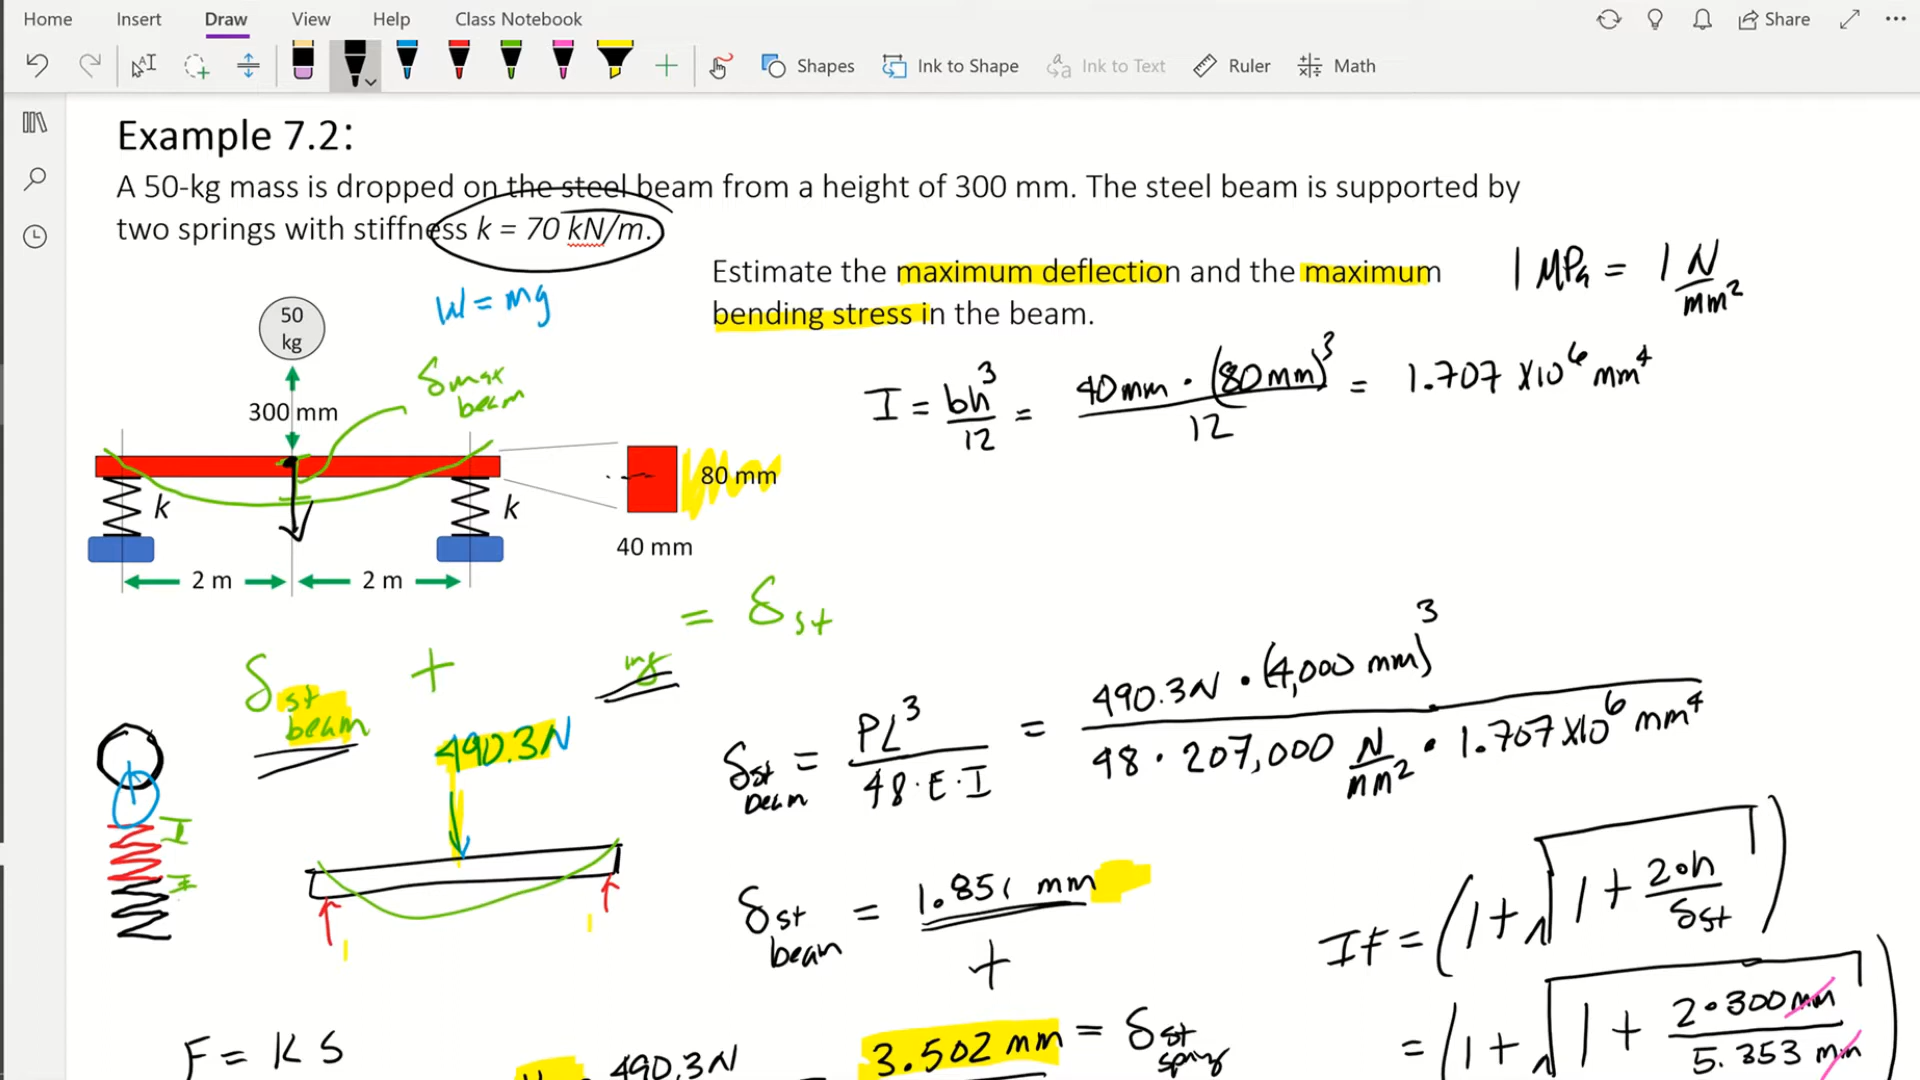 Home Insert Draw View Help Class Notebook Share
Shapes Ink to Shape Ink to Text Ruler Math
Example 7.2:
A 50-kg mass is dropped on the steel beam from a height of 300 mm. The steel beam is supported by
two springs with stiffness k = 70 kN/m.
Estimate the maximum deflection and the maximum
bending stress in the beam.
1 MPa = 1 N/mm²
W = mg
50
kg
δmax
beam
300 mm
I = bh³/12 = 40mm · (80mm)³/12 = 1.707 x10⁶ mm⁴
k
k
80 mm
40 mm
2 m
2 m
= δst
δst beam +
490.3N
δst beam = PL³/48·E·I = 490.3N · (4,000 mm)³/48 · 207,000 N/mm² · 1.707x10⁶ mm⁴
δst beam = 1.851 mm
+
IF = (1+√1+2·h/δst)
= (1+√1+2·300mm/5.353 mm
F = K δ
490.3N
3.502 mm = δst spring